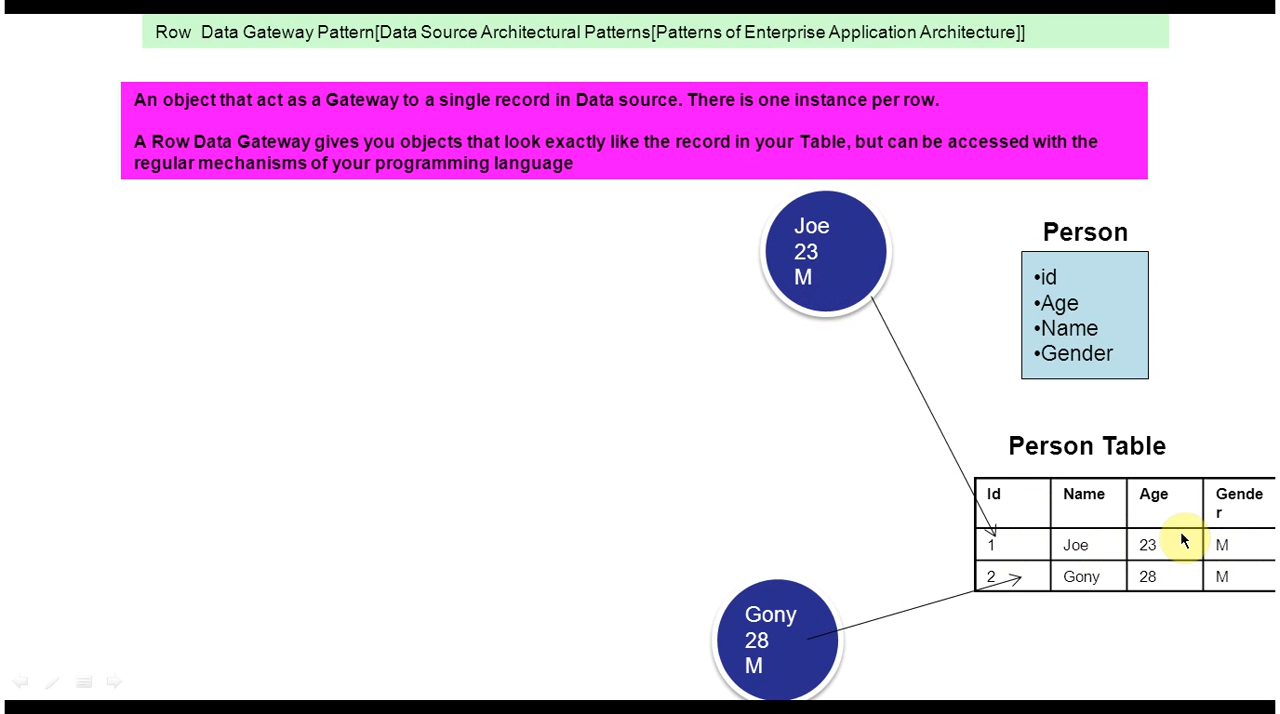 Row  Data Gateway Pattern[Data Source Architectural Patterns[Patterns of Enterprise Application Architecture]]
An object that act as a Gateway to a single record in Data source. There is one instance per row.
A Row Data Gateway gives you objects that look exactly like the record in your Table, but can be accessed with the
regular mechanisms of your programming language
Joe
23
M
Person
•id
•Age
•Name
•Gender
Person Table
Id Name Age Gende
r
1 Joe 23 M
2 Gony 28 M
Gony
28
M